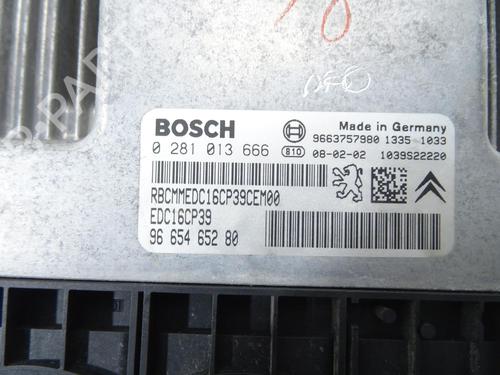 BOSCH
Made in Germany
9663757980 1335-1033
0 281 013 666 810 08-02-02 1039S22220
RBCMMEDC16CP39CEM00
EDC16CP39
96 654 652 80